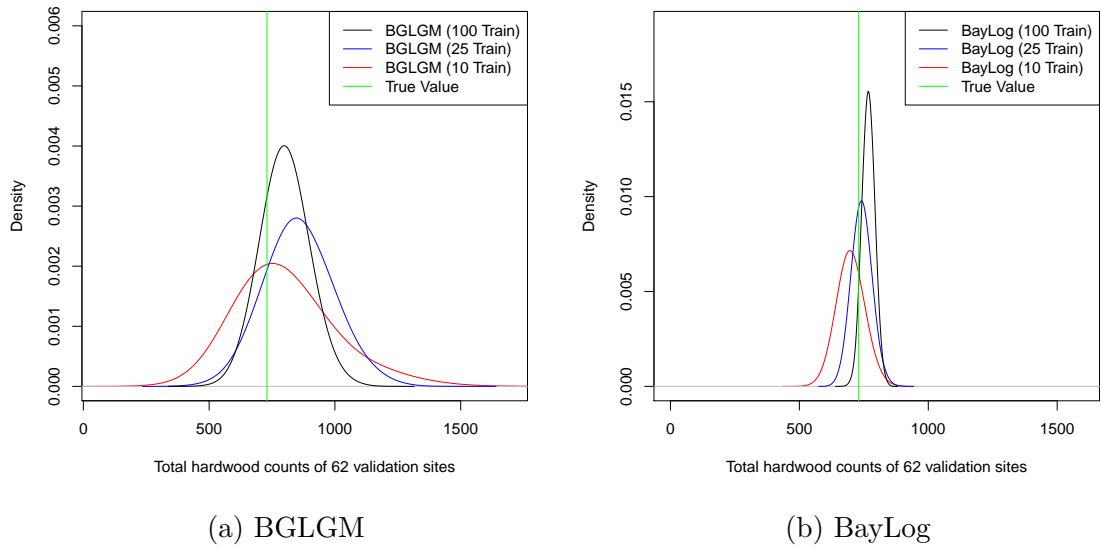 BGLGM (100 Train)
BGLGM (25 Train)
BGLGM (10 Train)
True Value
0.006
0.005
0.004
0.003
0.002
0.001
0.000
Density
0
500
1000
1500
Total hardwood counts of 62 validation sites
(a) BGLGM
BayLog (100 Train)
BayLog (25 Train)
BayLog (10 Train)
True Value
0.015
0.010
0.005
0.000
Density
0
500
1000
1500
Total hardwood counts of 62 validation sites
(b) BayLog